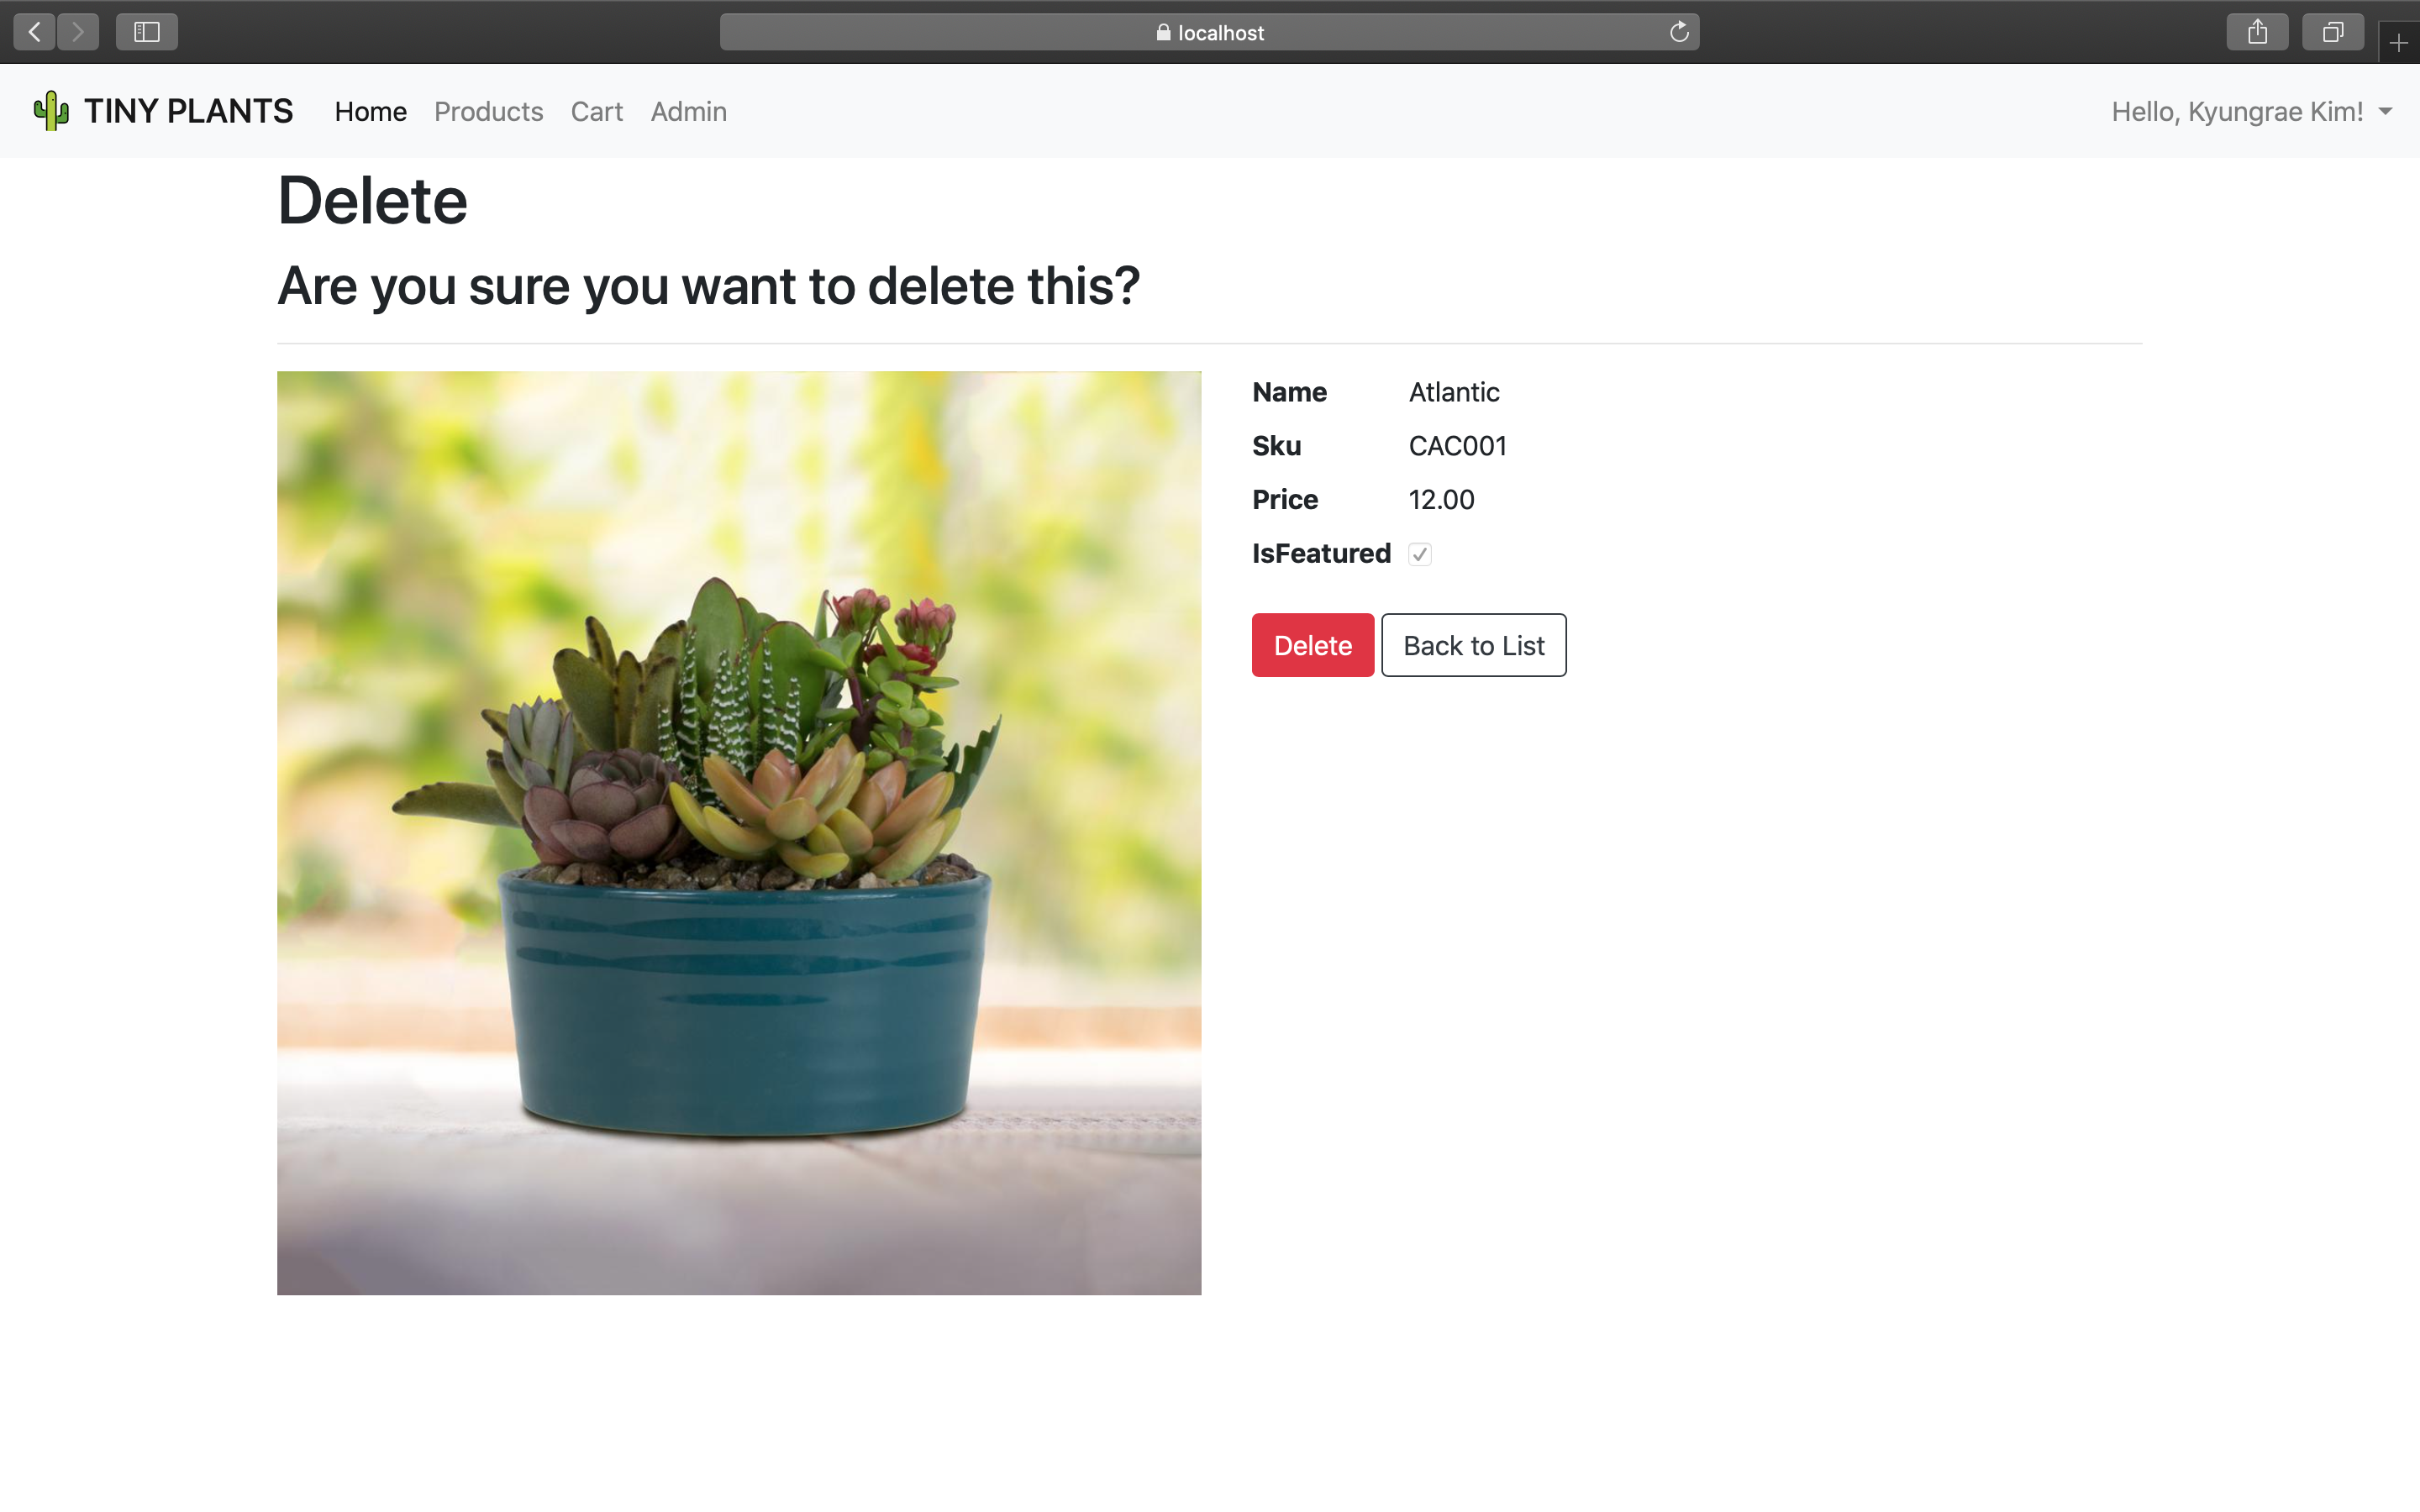 localhost
TINY PLANTS Home Products Cart Admin Hello, Kyungrae Kim!
Delete
Are you sure you want to delete this?
Name Atlantic
Sku CAC001
Price 12.00
IsFeatured
Delete Back to List